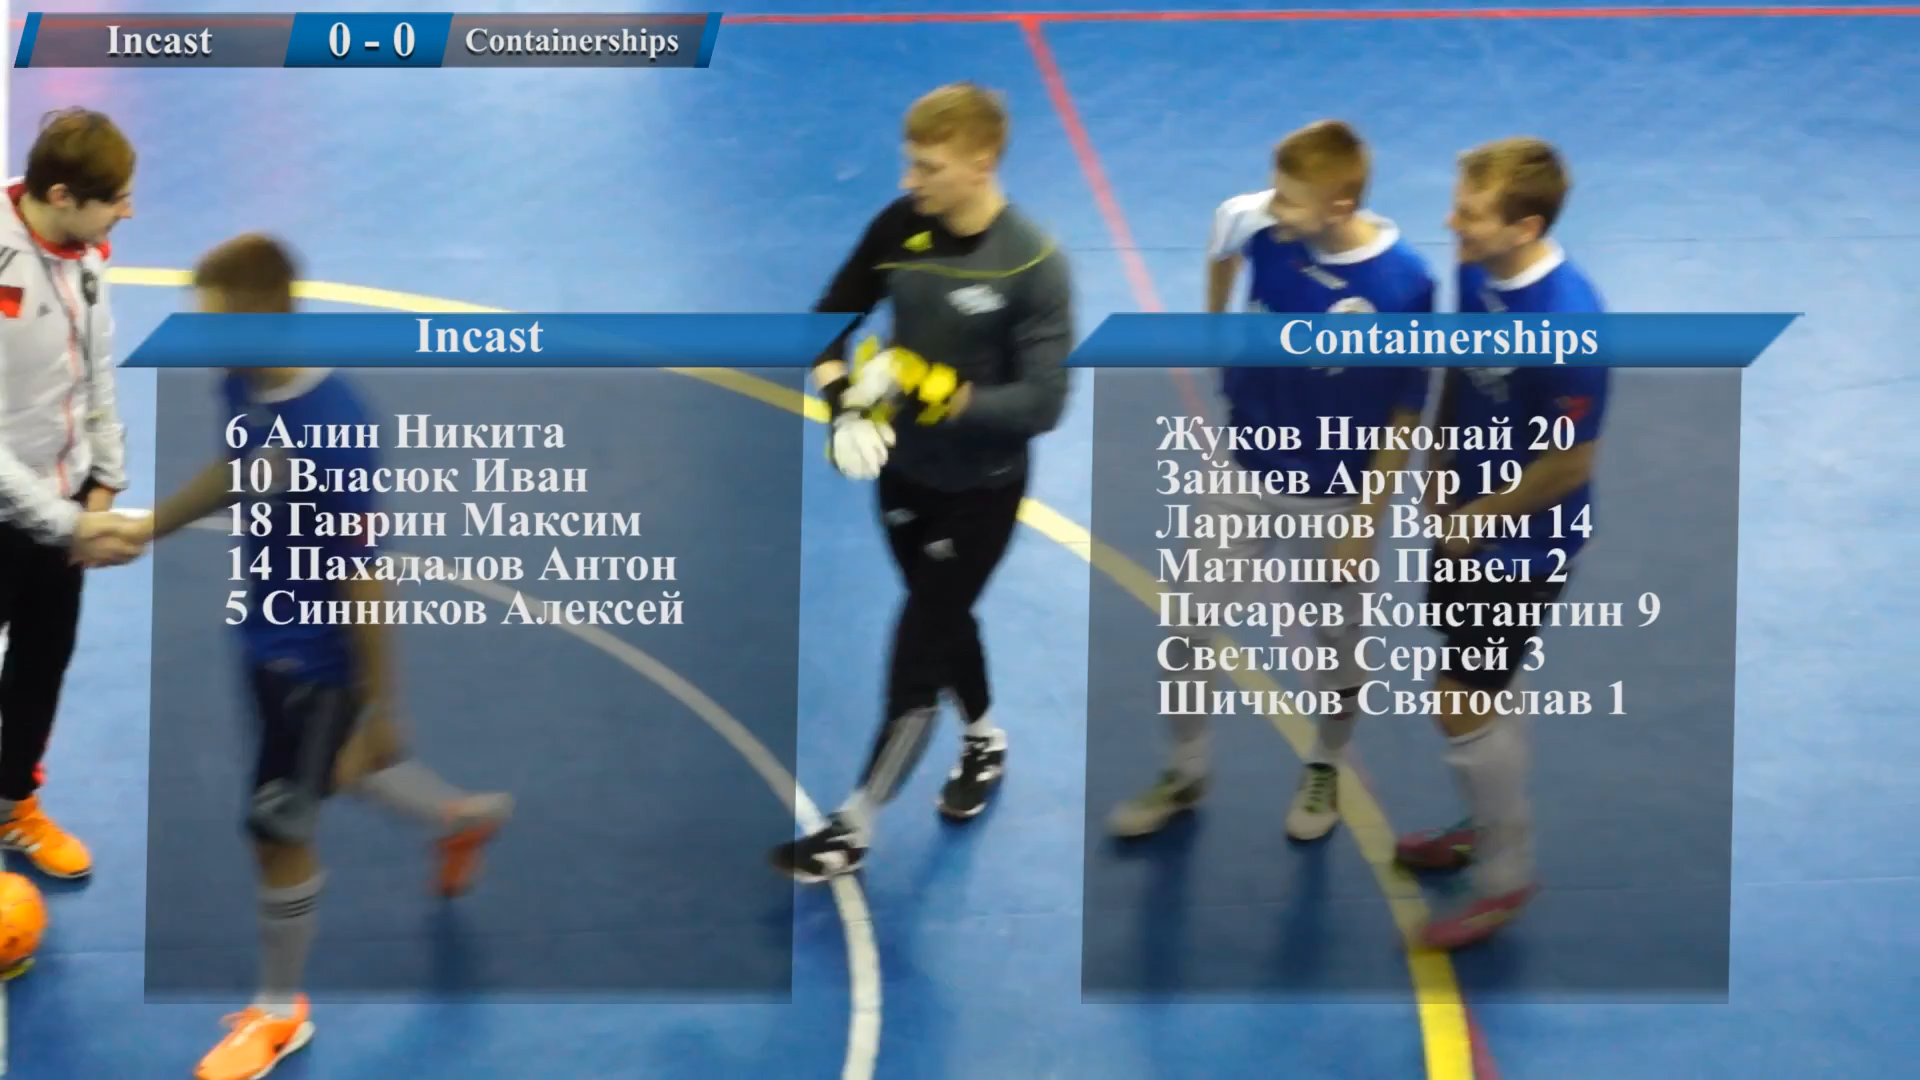 Incast 0 - 0 Containerships
Incast
6 Алин Никита
10 Власюк Иван
18 Гаврин Максим
14 Пахадалов Антон
5 Синников Алексей
Containerships
Жуков Николай 20
Зайцев Артур 19
Ларионов Вадим 14
Матюшко Павел 2
Писарев Константин 9
Светлов Сергей 3
Шичков Святослав 1